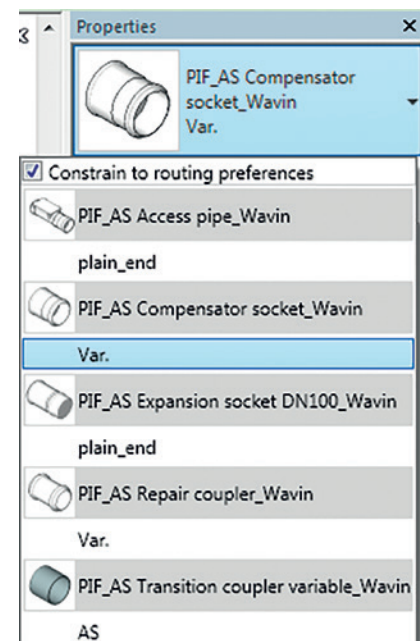 Properties
PIF_AS Compensator
socket_Wavin
Var.
Constrain to routing preferences
PIF_AS Access pipe_Wavin
plain_end
PIF_AS Compensator socket_Wavin
Var.
PIF_AS Expansion socket DN100_Wavin
plain_end
PIF_AS Repair coupler_Wavin
Var.
PIF_AS Transition coupler variable_Wavin
AS